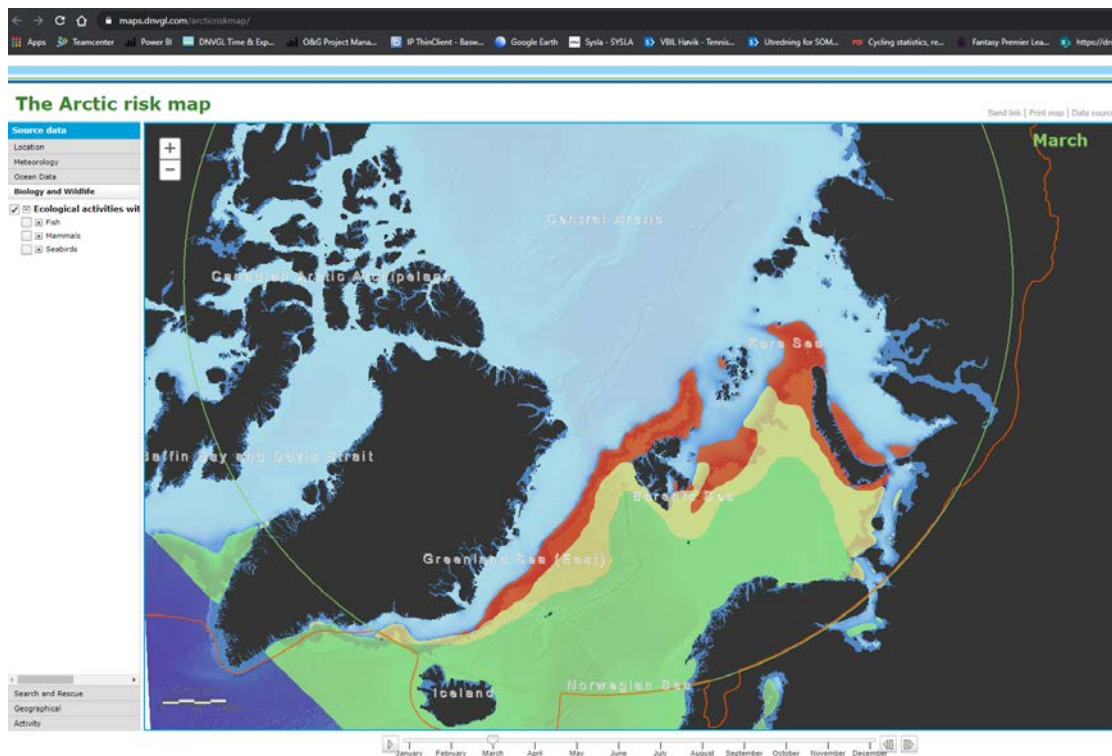 maps.dnvgl.com/arcticriskmap/
Apps Teamcenter Power BI DNVGL Time & Exp... O&G Project Mana... IP ThinClient - Basw... Google Earth Sysla - SYSLA VBIL Høvik - Tennis... Utredning for SOM... Cycling statistics, re... Fantasy Premier Lea... https://dn
The Arctic risk map
Send link | Print map | Data sourc
Source data
Location
Meteorology
Ocean Data
Biology and Wildlife
Ecological activities wit
Fish
Mammals
Seabirds
Search and Rescue
Geographical
Activity
March
Central Arctic
Canadian Arctic Archipelago
Kara Sea
Baffin Bay and Davis Strait
Barents Sea
Greenland Sea (East)
Iceland
Norwegian Sea
January February March April May June July August September October November December